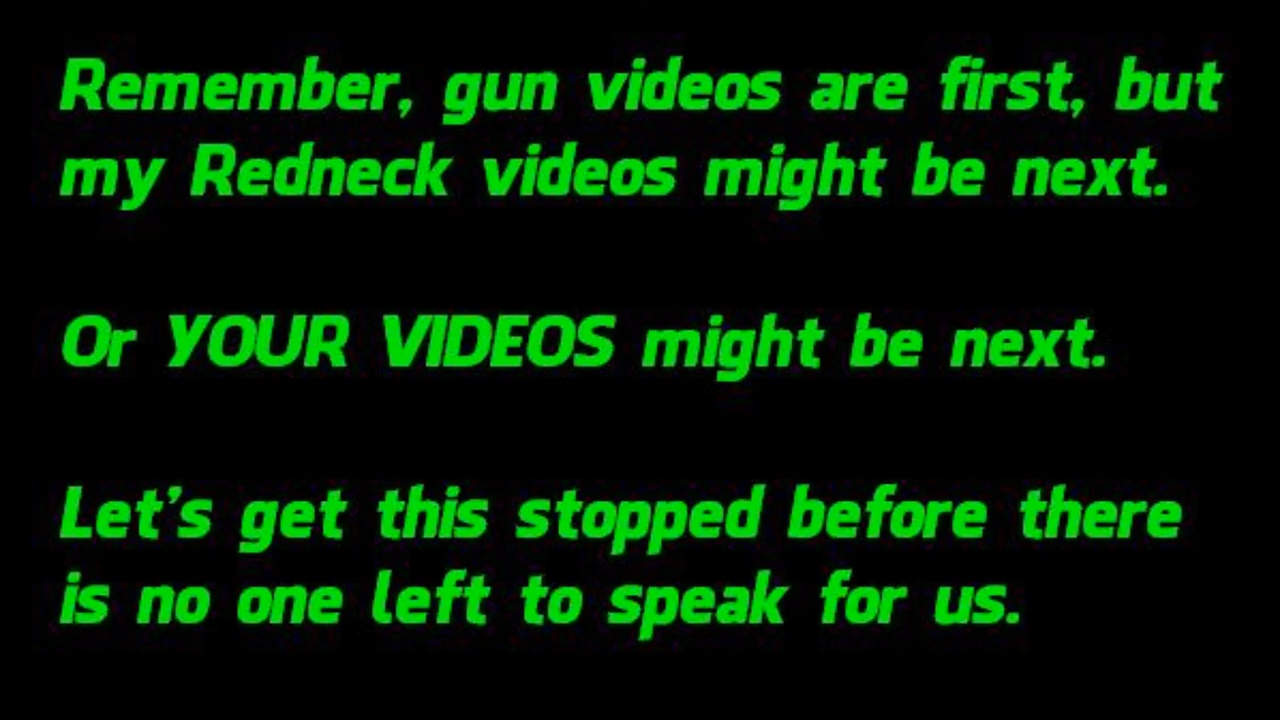 Remember, gun videos are first, but
my Redneck videos might be next.
Or YOUR VIDEOS might be next.
Let's get this stopped before there
is no one left to speak for us.